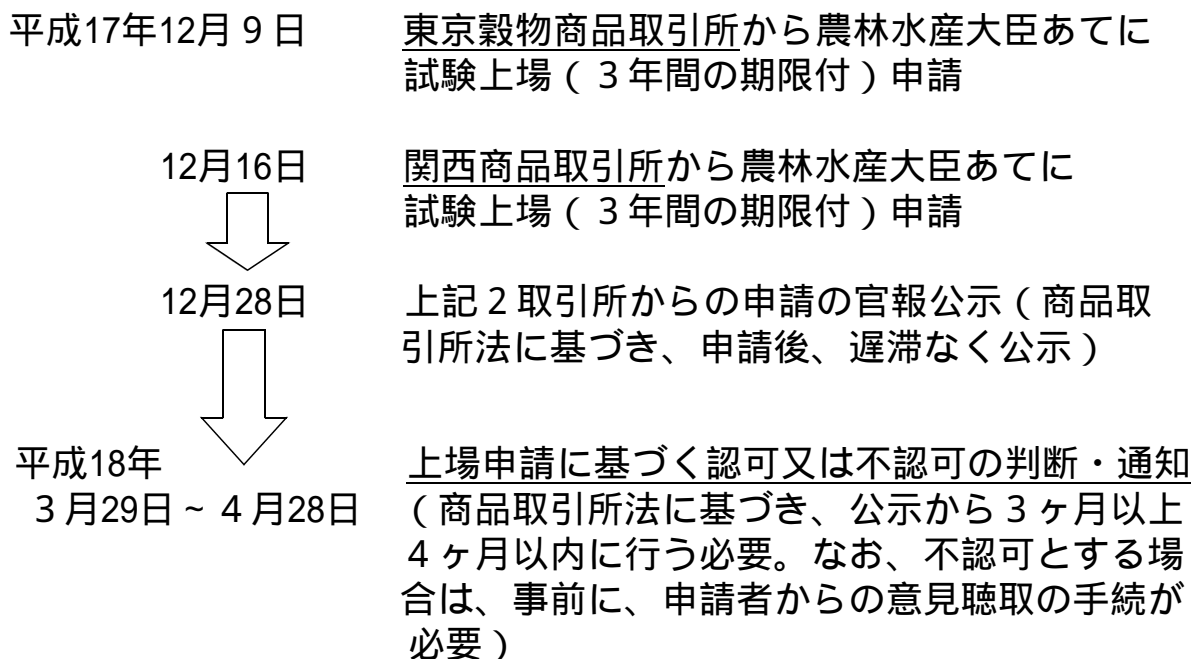 平成17年12月９日 東京穀物商品取引所から農林水産大臣あてに
試験上場（３年間の期限付）申請
12月16日 関西商品取引所から農林水産大臣あてに
試験上場（３年間の期限付）申請
12月28日 上記２取引所からの申請の官報公示（商品取
引所法に基づき、申請後、遅滞なく公示）
平成18年 上場申請に基づく認可又は不認可の判断・通知
３月29日～４月28日 （商品取引所法に基づき、公示から３ヶ月以上
４ヶ月以内に行う必要。なお、不認可とする場
合は、事前に、申請者からの意見聴取の手続が
必要）